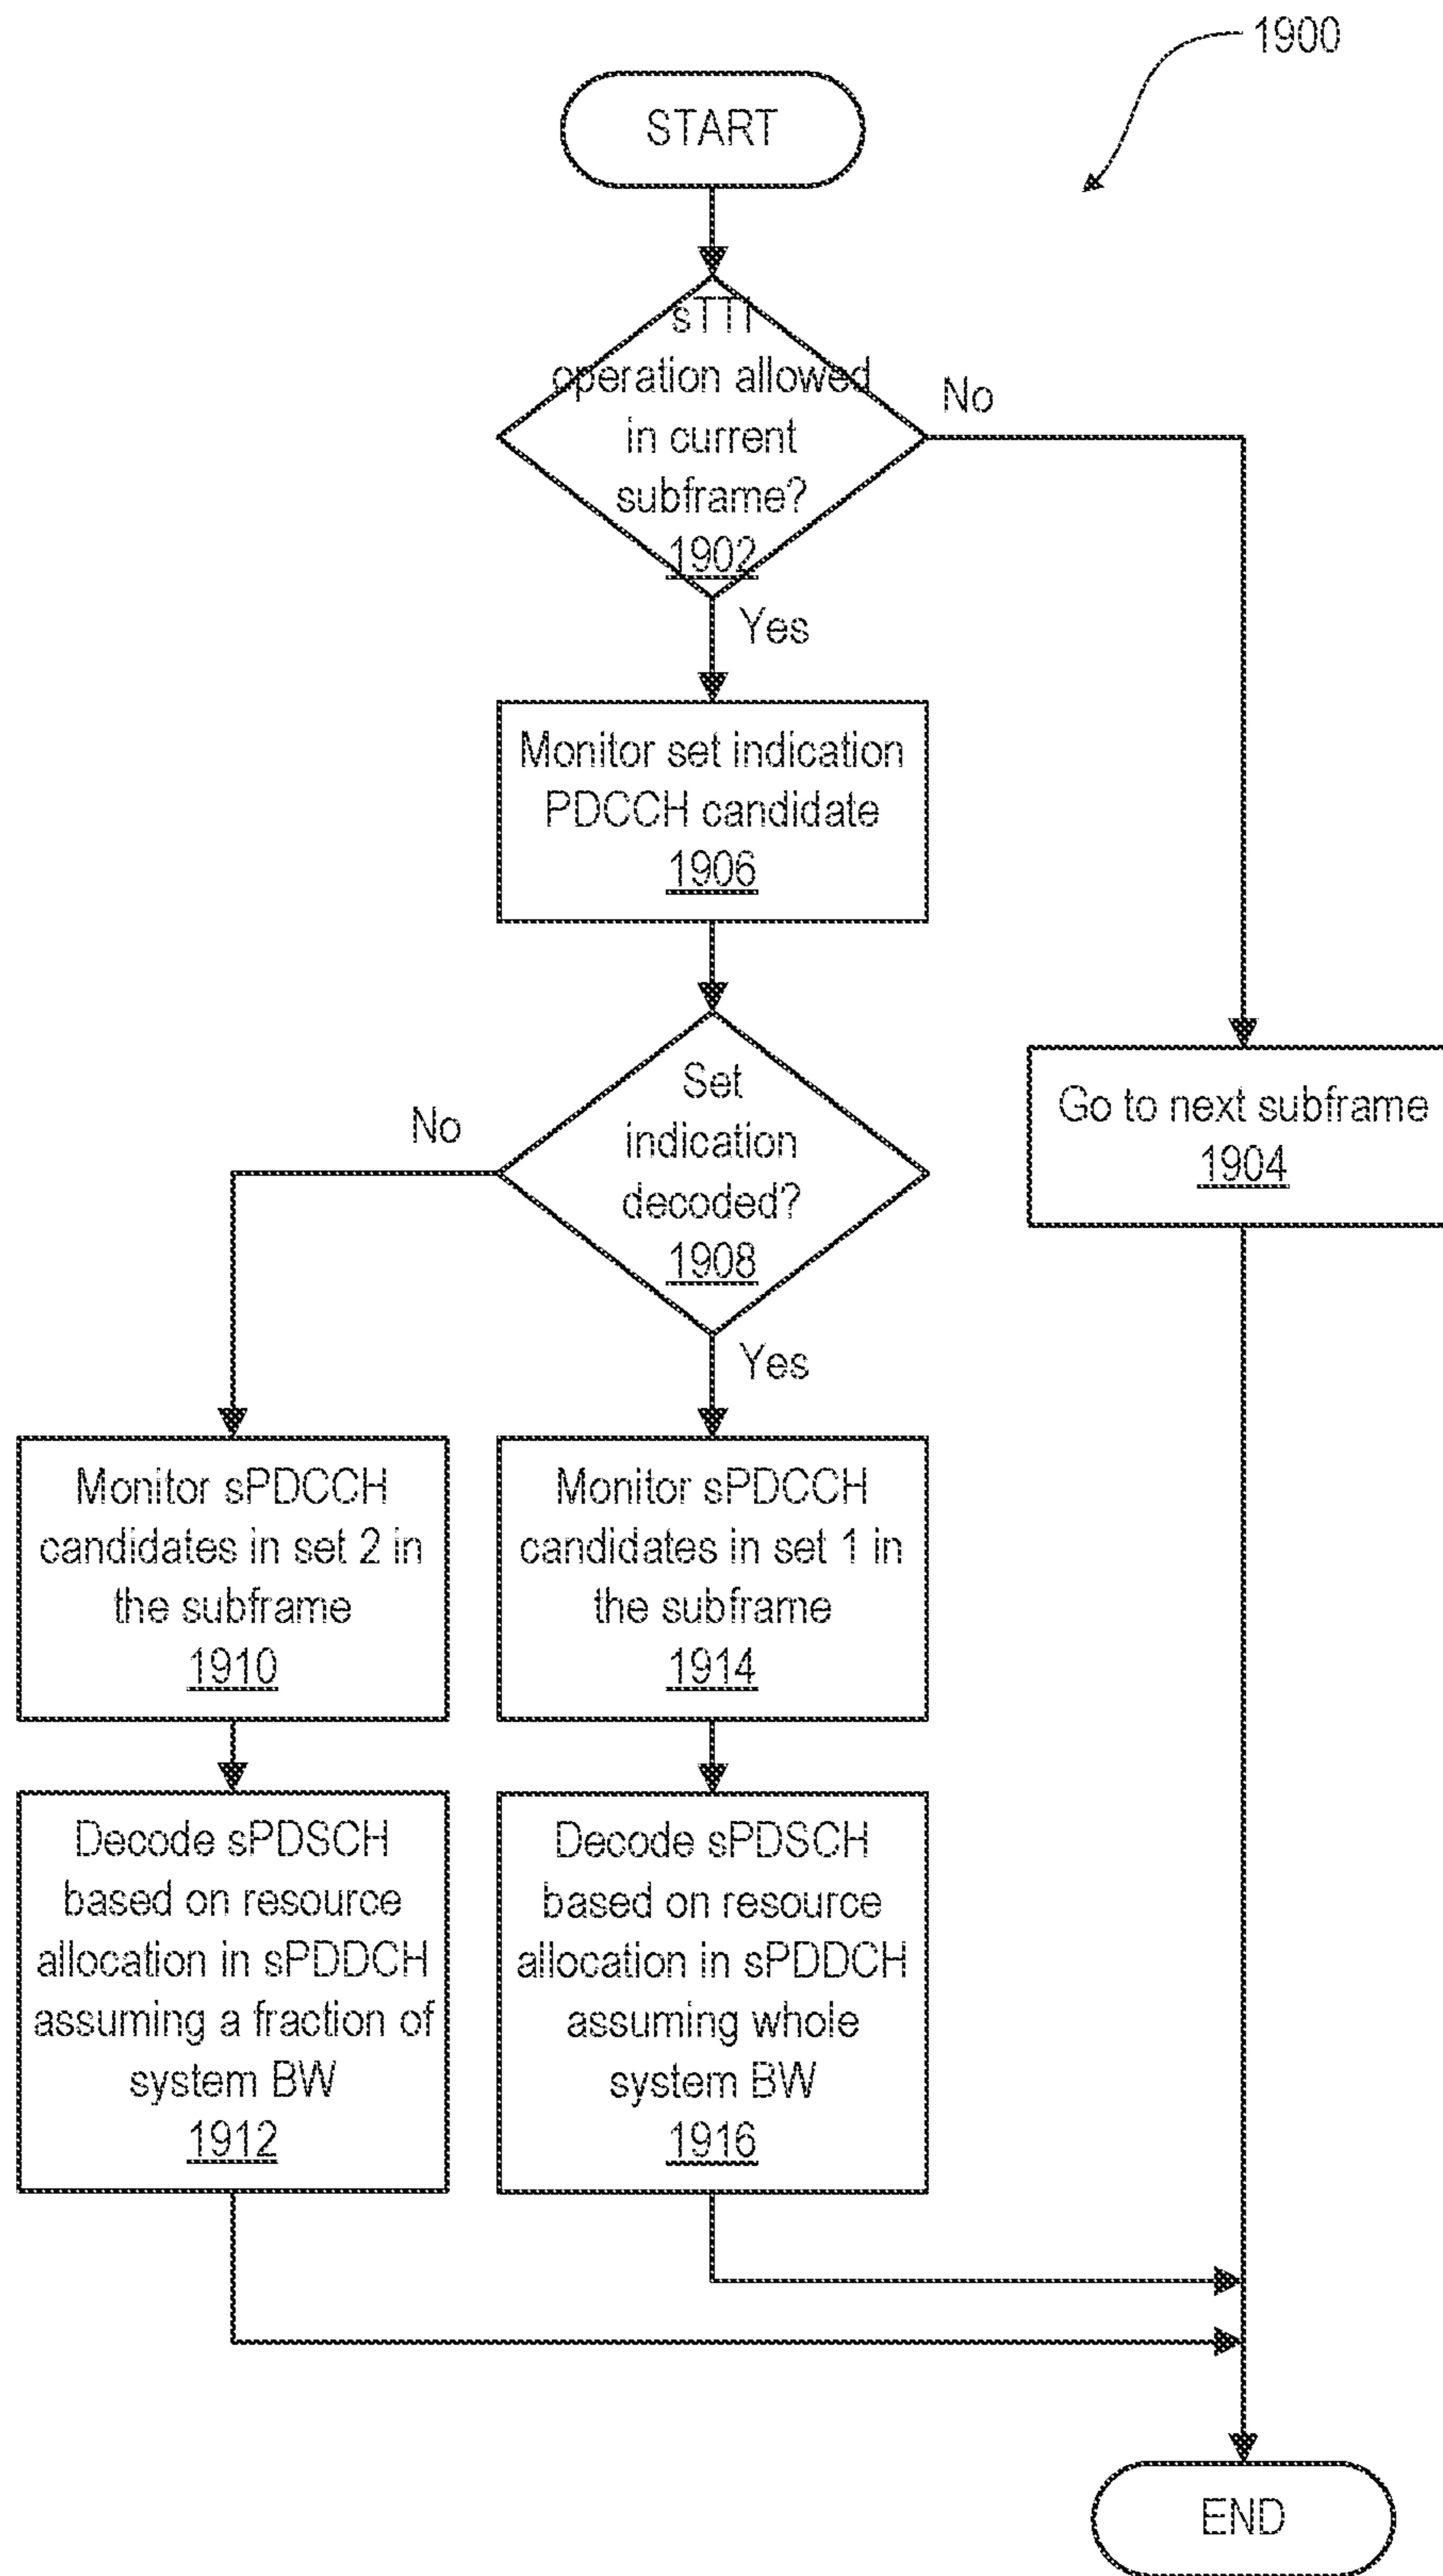 1900
START
sTTI
operation allowed
in current
subframe?
1902
No
Yes
Monitor set indication
PDCCH candidate
1906
Set
indication
decoded?
1908
No
Yes
Go to next subframe
1904
Monitor sPDCCH
candidates in set 2 in
the subframe
1910
Monitor sPDCCH
candidates in set 1 in
the subframe
1914
Decode sPDSCH
based on resource
allocation in sPDDCH
assuming a fraction of
system BW
1912
Decode sPDSCH
based on resource
allocation in sPDDCH
assuming whole
system BW
1916
END